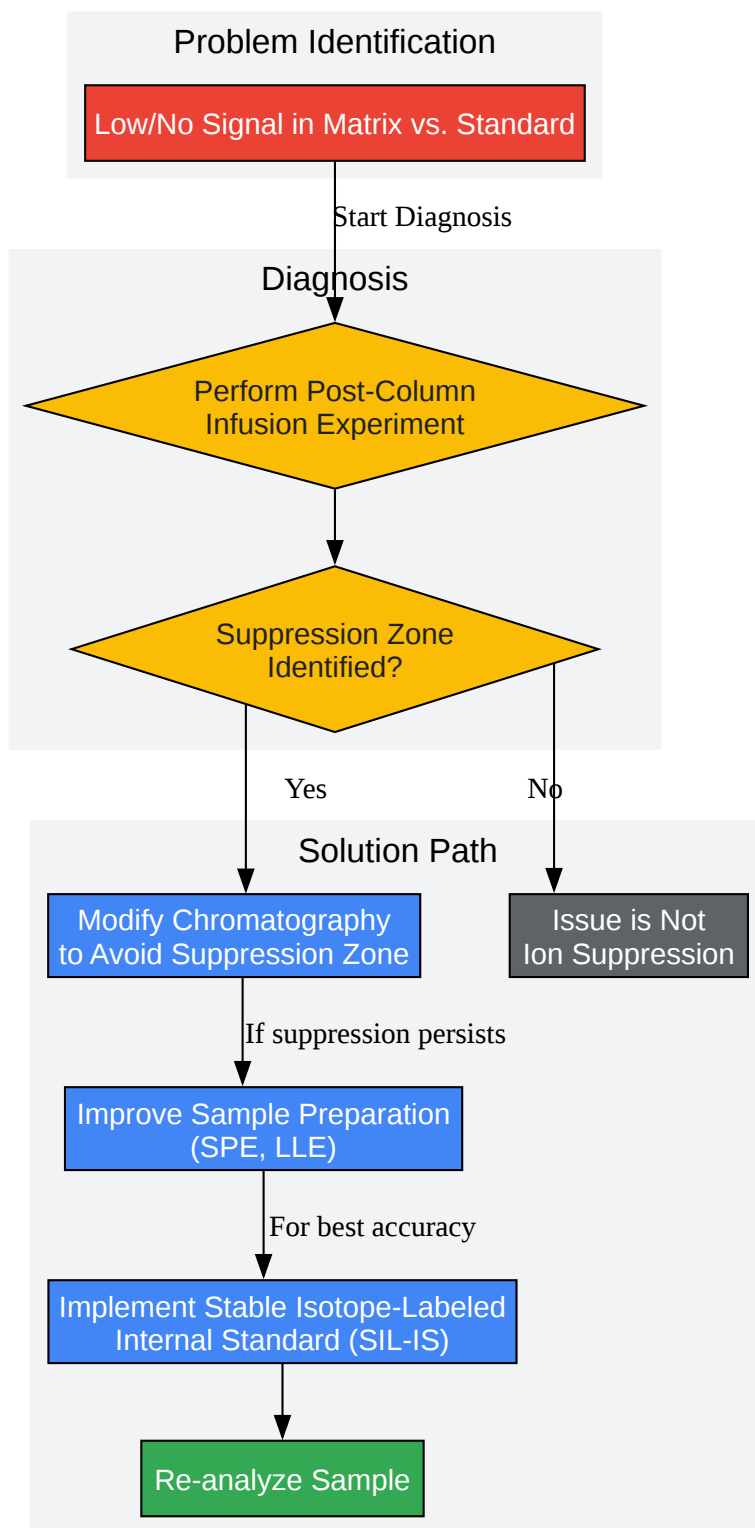 Problem Identification
Low/No Signal in Matrix vs. Standard
Start Diagnosis
Diagnosis
Perform Post-Column
Infusion Experiment
Suppression Zone
Identified?
Yes
No
Solution Path
Modify Chromatography
to Avoid Suppression Zone
Issue is Not
Ion Suppression
If suppression persists
Improve Sample Preparation
(SPE, LLE)
For best accuracy
Implement Stable Isotope-Labeled
Internal Standard (SIL-IS)
Re-analyze Sample